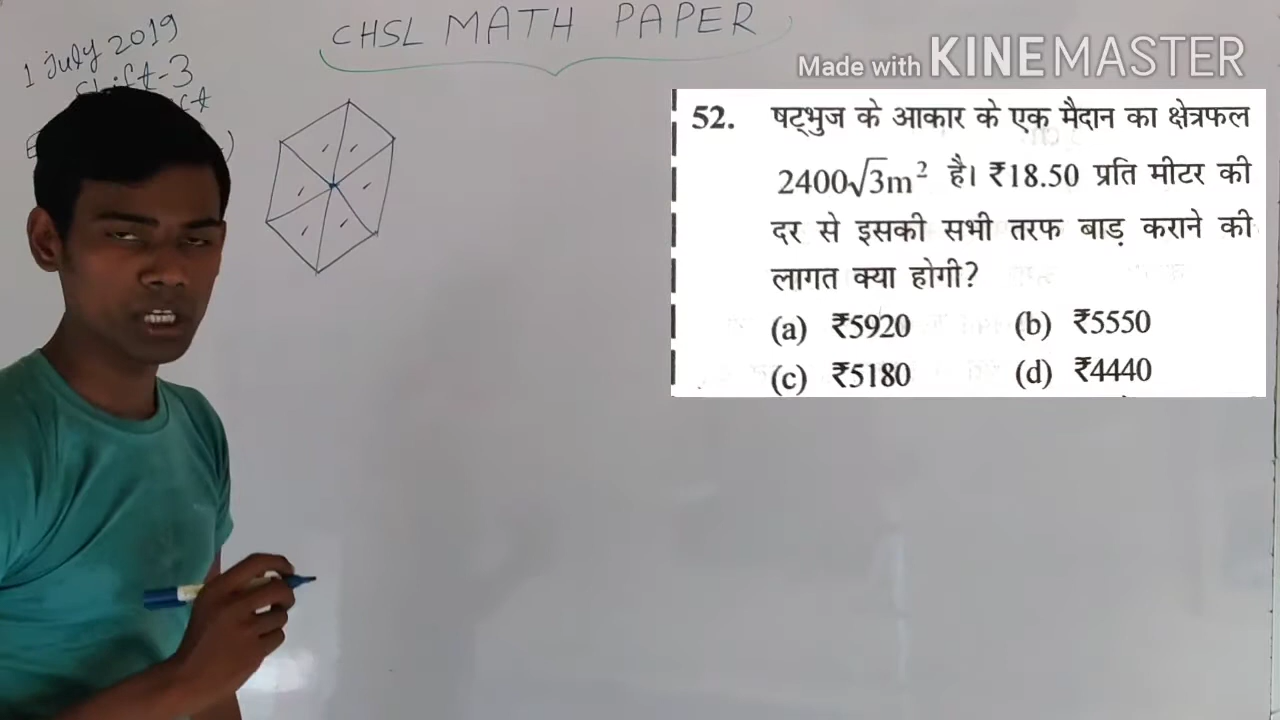 CHSL MATH PAPER
1 July 2019
Shift-3
Made with KINEMASTER
52. षट्भुज के आकार के एक मैदान का क्षेत्रफल
2400√3m² है। ₹18.50 प्रति मीटर की
दर से इसकी सभी तरफ बाड़ कराने की
लागत क्या होगी?
(a) ₹5920 (b) ₹5550
(c) ₹5180 (d) ₹4440